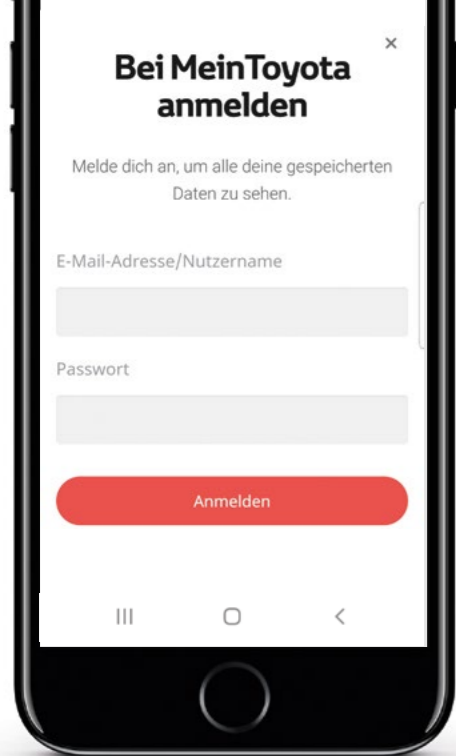 Bei MeinToyota
anmelden
Melde dich an, um alle deine gespeicherten
Daten zu sehen.
E-Mail-Adresse/Nutzername
Passwort
Anmelden